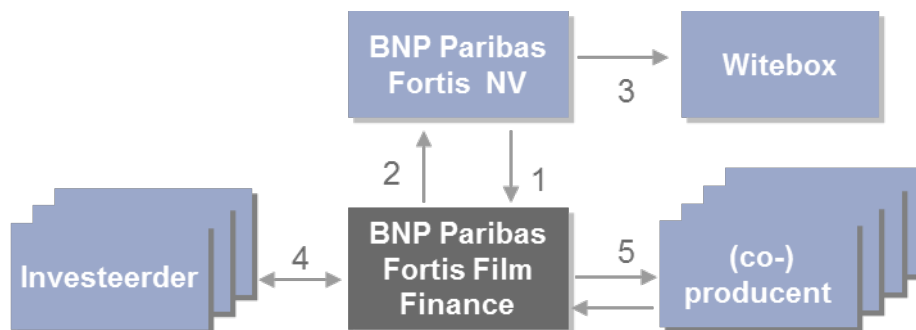 BNP Paribas
Fortis NV
3
Witebox
2
1
Investeerder
4
BNP Paribas
Fortis Film
Finance
5
(co-)
producent